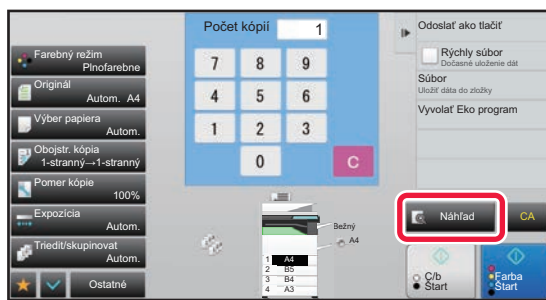 Farebný režim
Plnofarebne
Originál
Autom. A4
Výber papiera
Autom.
Obojstr. kópia
1-stranný→1-stranný
Pomer kópie
100%
Expozícia
Autom.
Triediť/skupinovat
Autom.
Ostatné
Počet kópií 1
7 8 9
4 5 6
1 2 3
0 C
Bežný
A4
1 A4
2 B5
3 B4
4 A3
Odoslať ako tlačiť
Rýchly súbor
Dočasné uloženie dát
Súbor
Uložiť dáta do zložky
Vyvolať Eko program
Náhľad
CA
Č/b
Štart
Farba
Štart